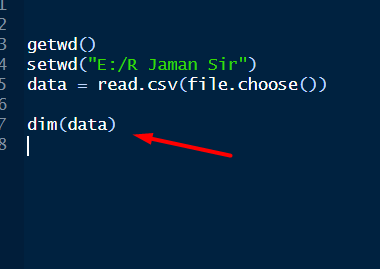 1
2
3 getwd()
4 setwd("E:/R Jaman Sir")
5 data = read.csv(file.choose())
6
7 dim(data)
8